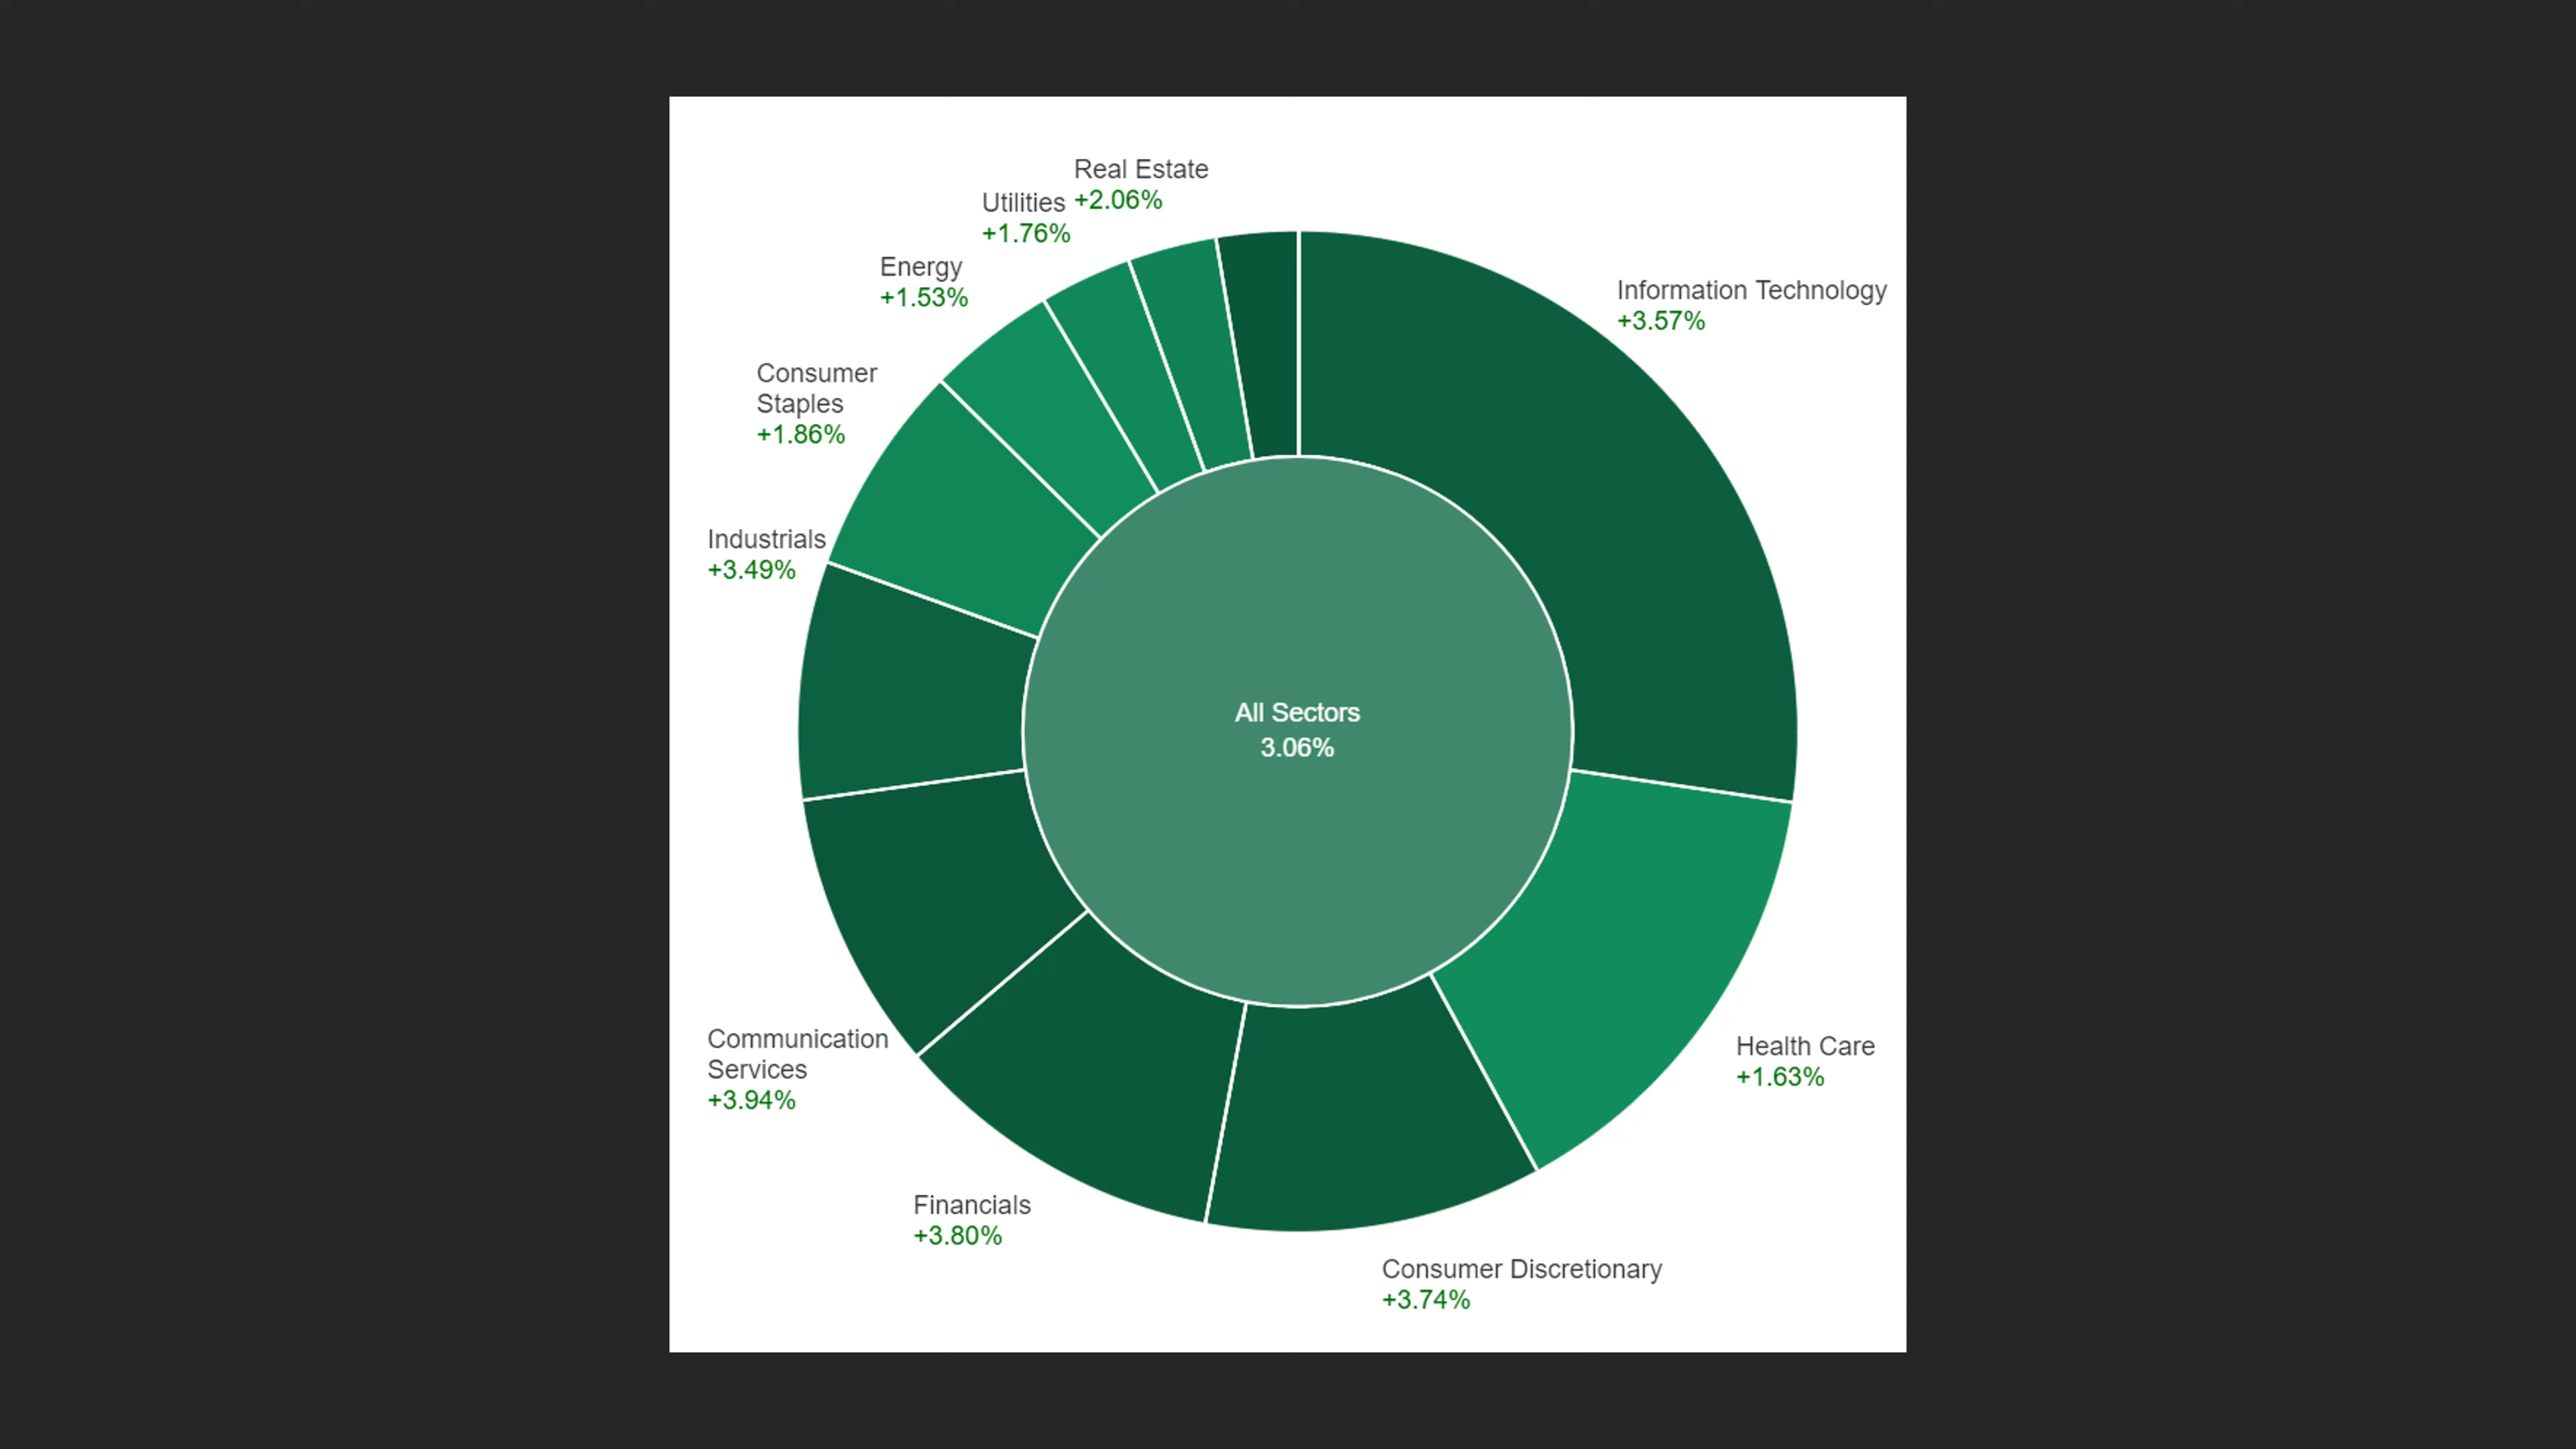 Real Estate
+2.06%
Utilities
+1.76%
Energy
+1.53%
Information Technology
+3.57%
Consumer
Staples
+1.86%
Industrials
+3.49%
All Sectors
3.06%
Communication
Services
+3.94%
Health Care
+1.63%
Financials
+3.80%
Consumer Discretionary
+3.74%